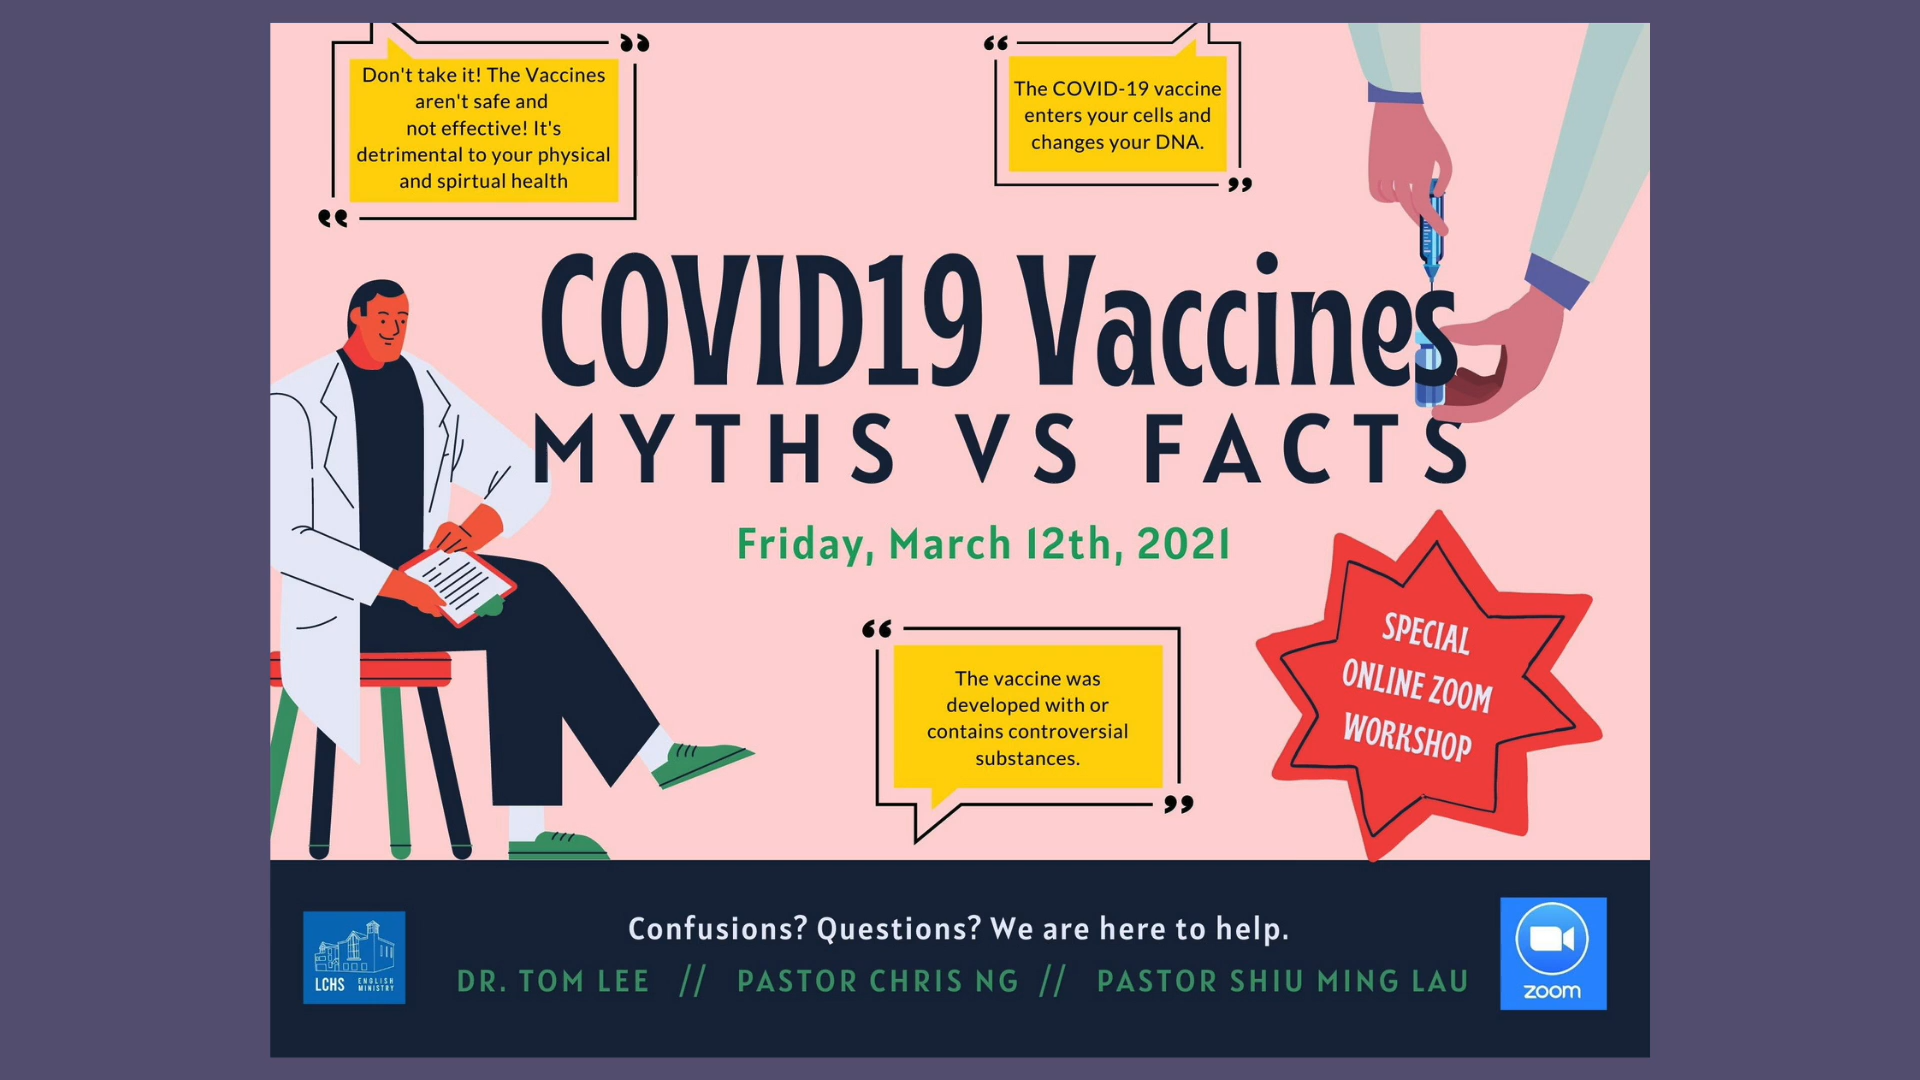 Don't take it! The Vaccines
aren't safe and
not effective! It's
detrimental to your physical
and spirtual health
The COVID-19 vaccine
enters your cells and
changes your DNA.
COVID19 Vaccines
MYTHS VS FACTS
Friday, March 12th, 2021
The vaccine was
developed with or
contains controversial
substances.
SPECIAL
ONLINE ZOOM
WORKSHOP
Confusions? Questions? We are here to help.
DR. TOM LEE // PASTOR CHRIS NG // PASTOR SHIU MING LAU
LCHS ENGLISH
MINISTRY
zoom